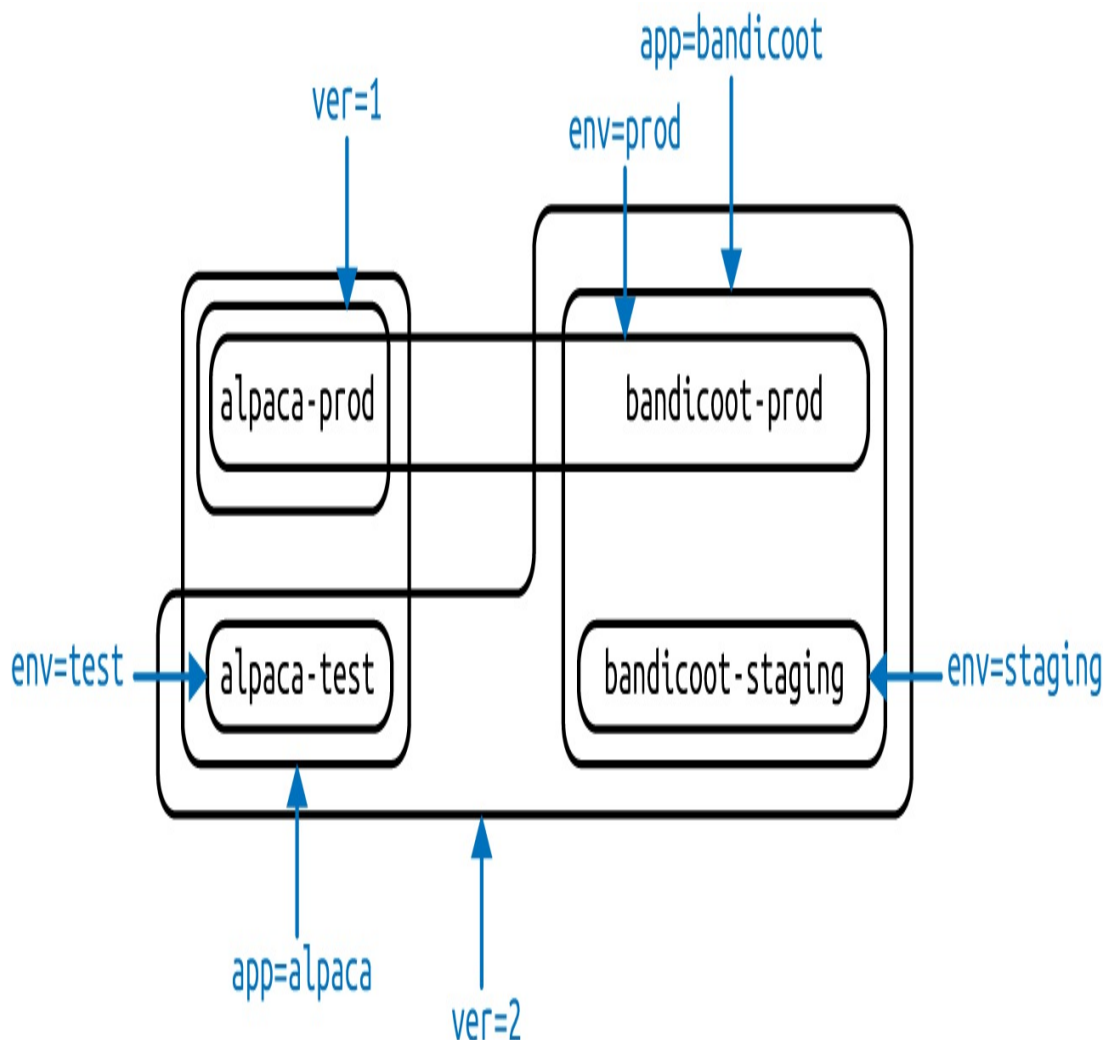 app=bandicoot
ver=1
env=prod
alpaca-prod
bandicoot-prod
env=test
alpaca-test
bandicoot-staging
env=staging
app=alpaca
ver=2